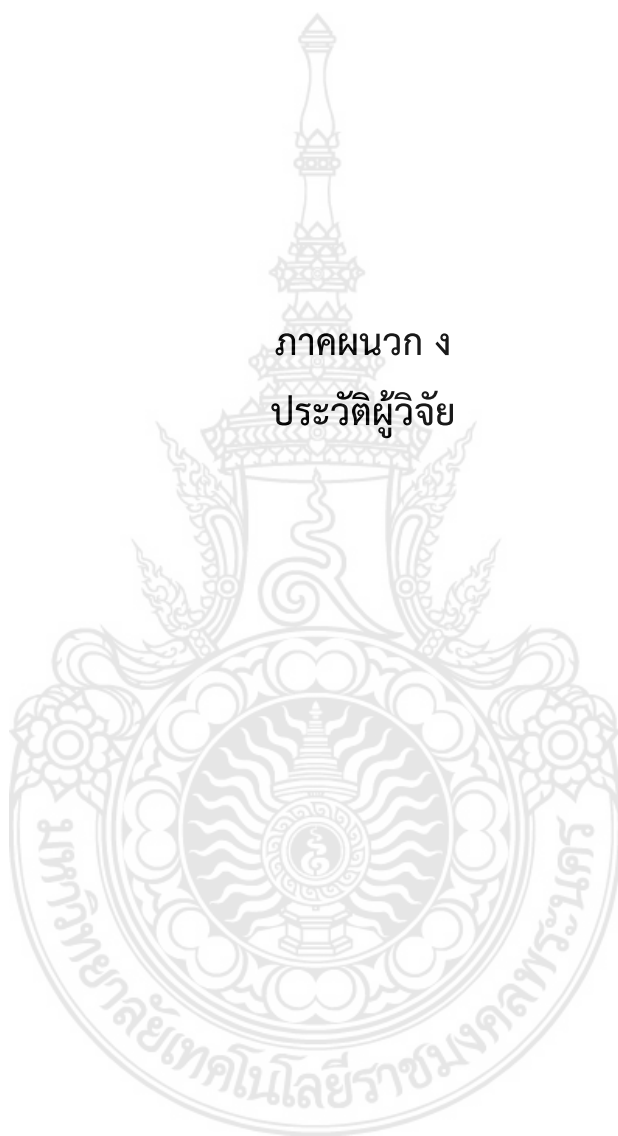 ภาคผนวก ง
ประวัติผู้วิจัย
มหาวิทยาลัยเทคโนโลยีราชมงคลพระนคร